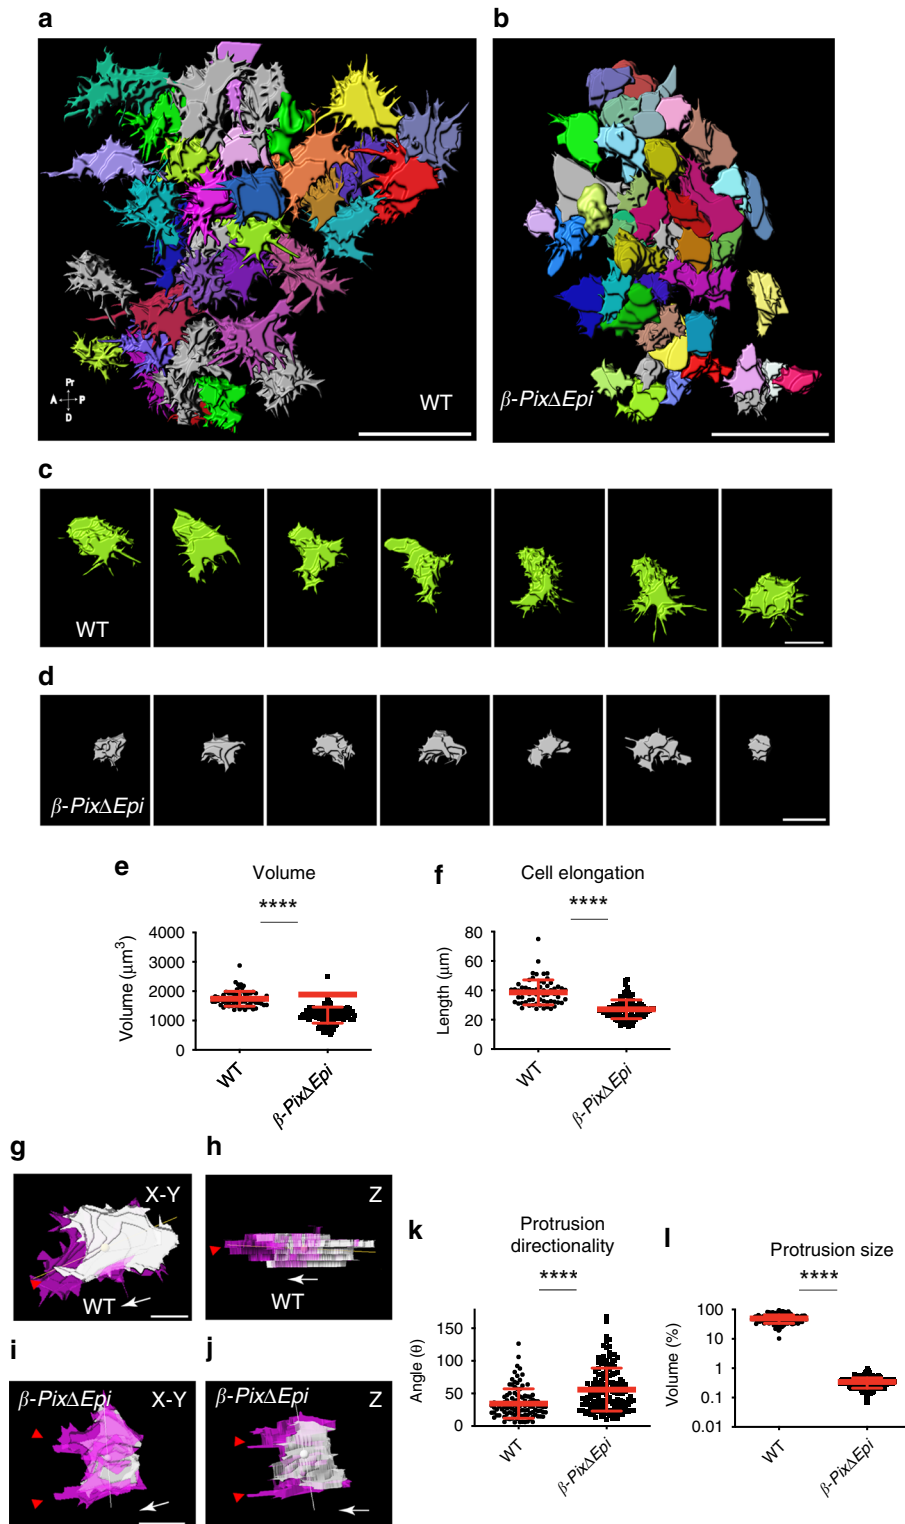 a
b
Pr
A P
D
WT
β-PixΔEpi
c
WT
d
β-PixΔEpi
e
Volume
****
Volume (μm³)
4000
3000
2000
1000
0
WT
β-PixΔEpi
f
Cell elongation
****
Length (μm)
80
60
40
20
0
WT
β-PixΔEpi
g
X-Y
WT
h
Z
WT
i
β-PixΔEpi
X-Y
j
β-PixΔEpi
Z
k
Protrusion
directionality
****
Angle (θ)
150
100
50
0
WT
β-PixΔEpi
l
Protrusion size
****
Volume (%)
100
10
1
0.1
0.01
WT
β-PixΔEpi